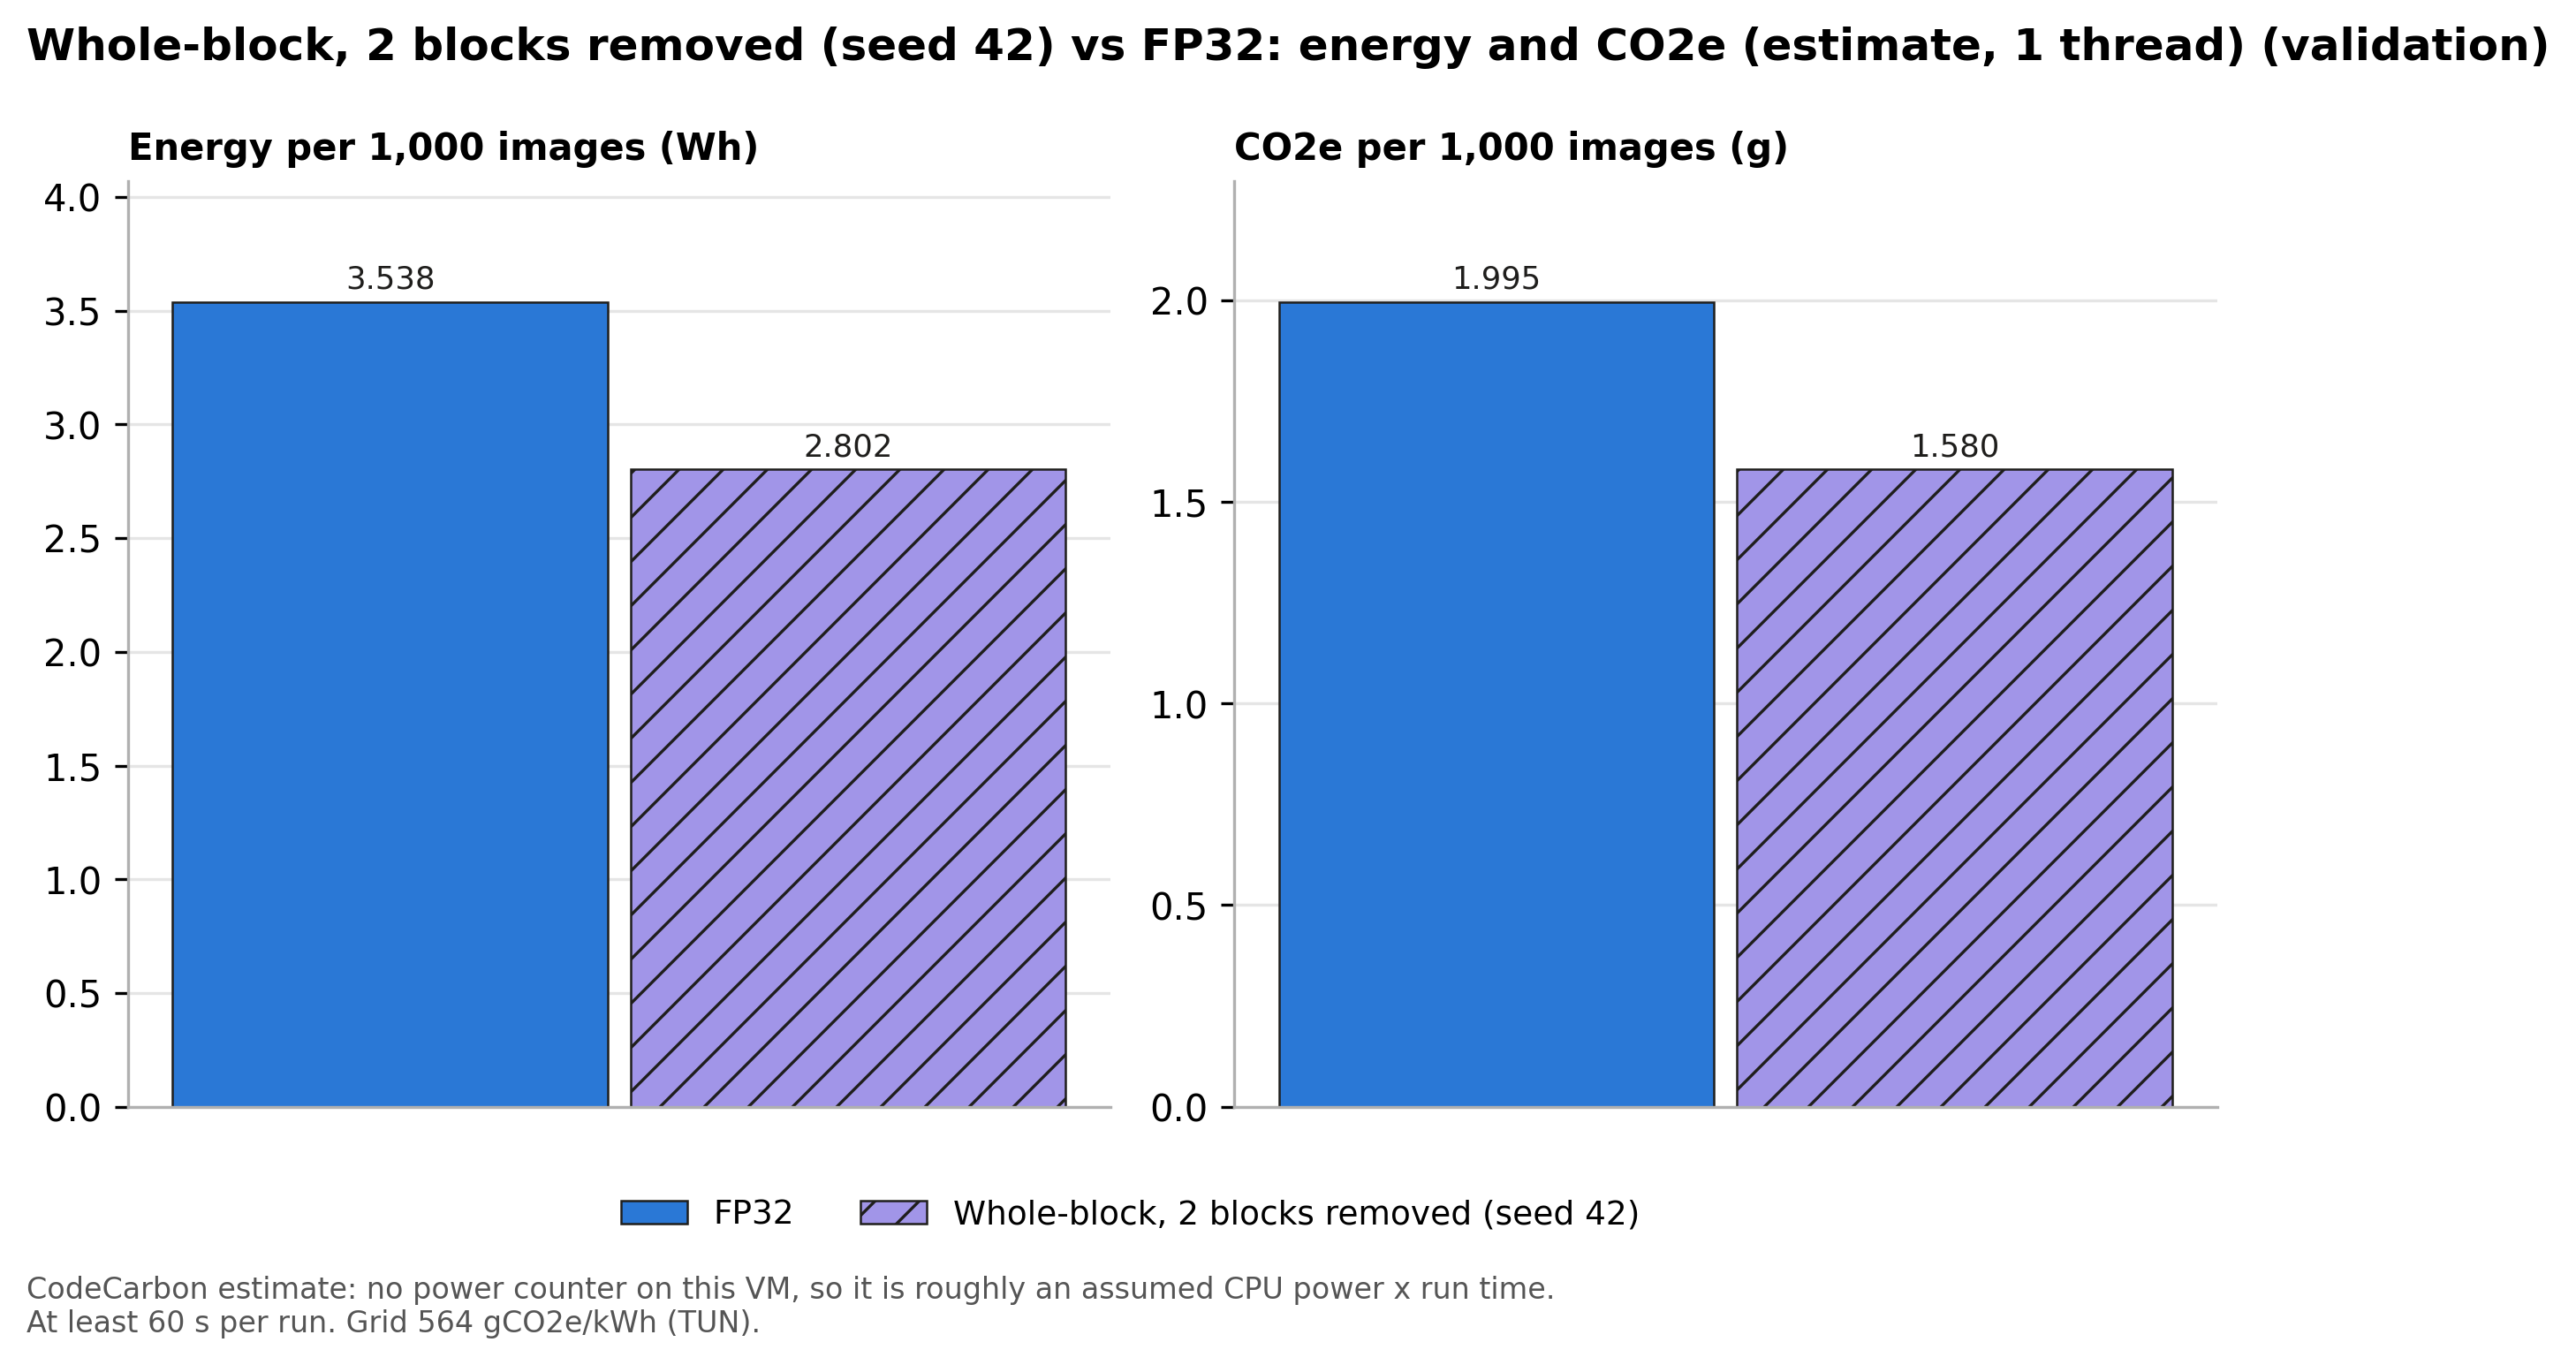 Whole-block, 2 blocks removed (seed 42) vs FP32: energy and CO2e (estimate, 1 thread) (validation)
Energy per 1,000 images (Wh)
4.0
3.5
3.0
2.5
2.0
1.5
1.0
0.5
0.0
3.538
2.802
CO2e per 1,000 images (g)
2.0
1.5
1.0
0.5
0.0
1.995
1.580
FP32
Whole-block, 2 blocks removed (seed 42)
CodeCarbon estimate: no power counter on this VM, so it is roughly an assumed CPU power x run time.
At least 60 s per run. Grid 564 gCO2e/kWh (TUN).